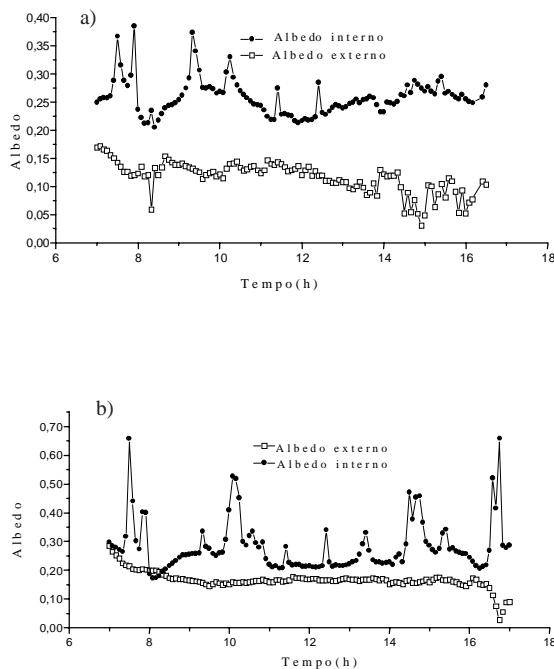 a)
Albedo interno
Albedo externo
0,40
0,35
0,30
0,25
0,20
0,15
0,10
0,05
0,00
Albedo
6 8 10 12 14 16 18
Tempo(h)
b)
Albedo externo
Albedo interno
0,70
0,60
0,50
0,40
0,30
0,20
0,10
0,00
Albedo
6 8 10 12 14 16 18
Tempo(h)